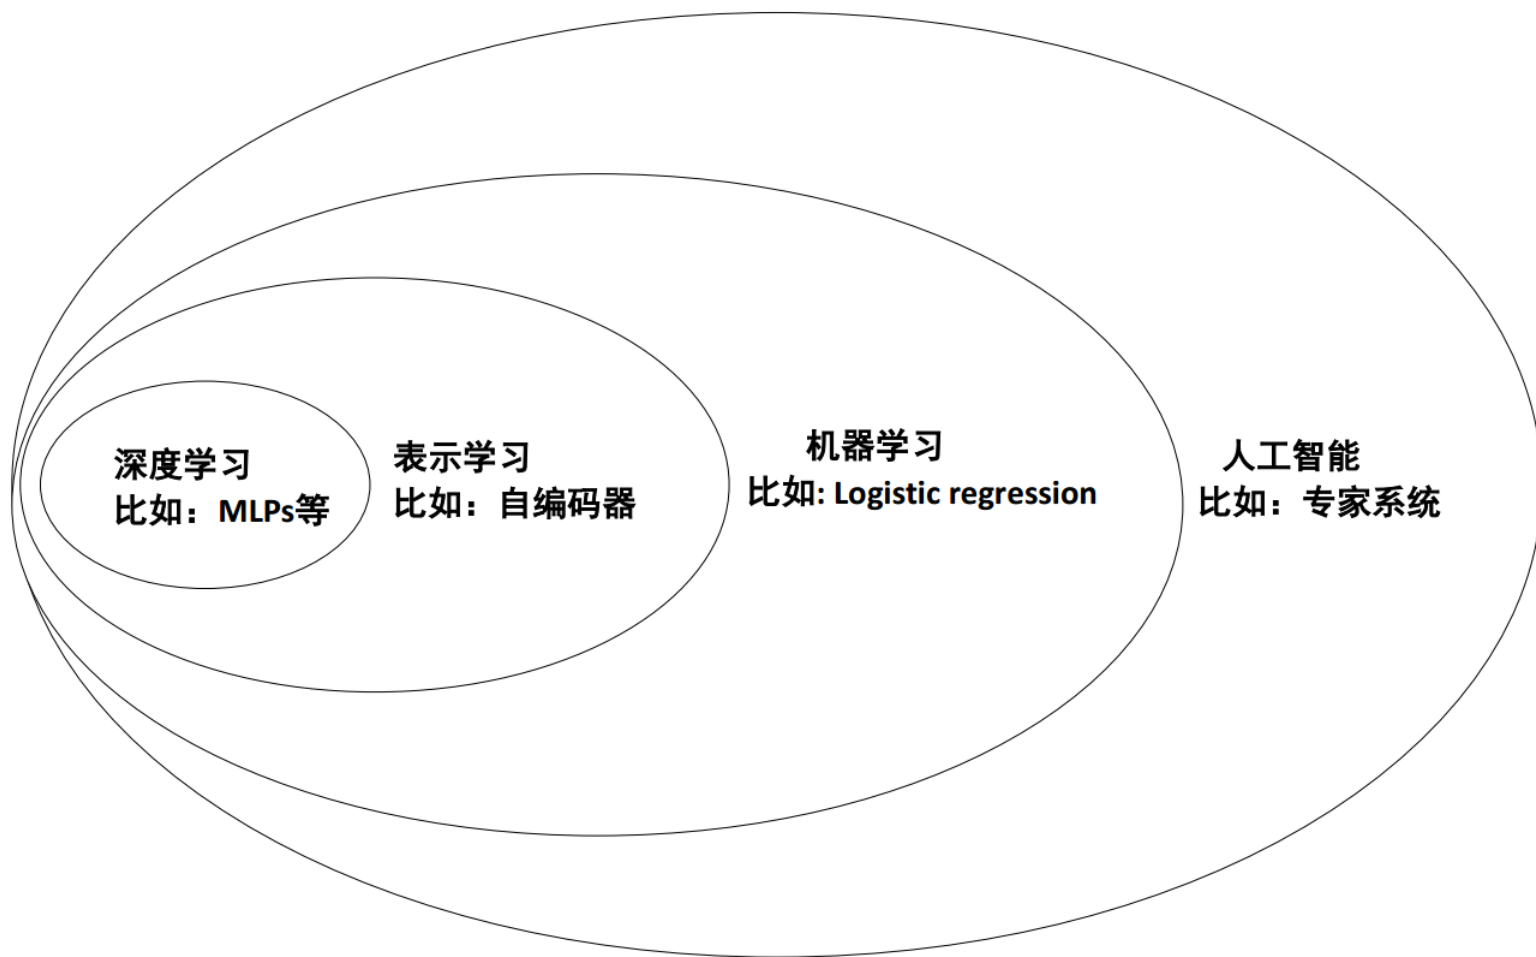 深度学习
比如：MLPs等
表示学习
比如：自编码器
机器学习
比如: Logistic regression
人工智能
比如：专家系统